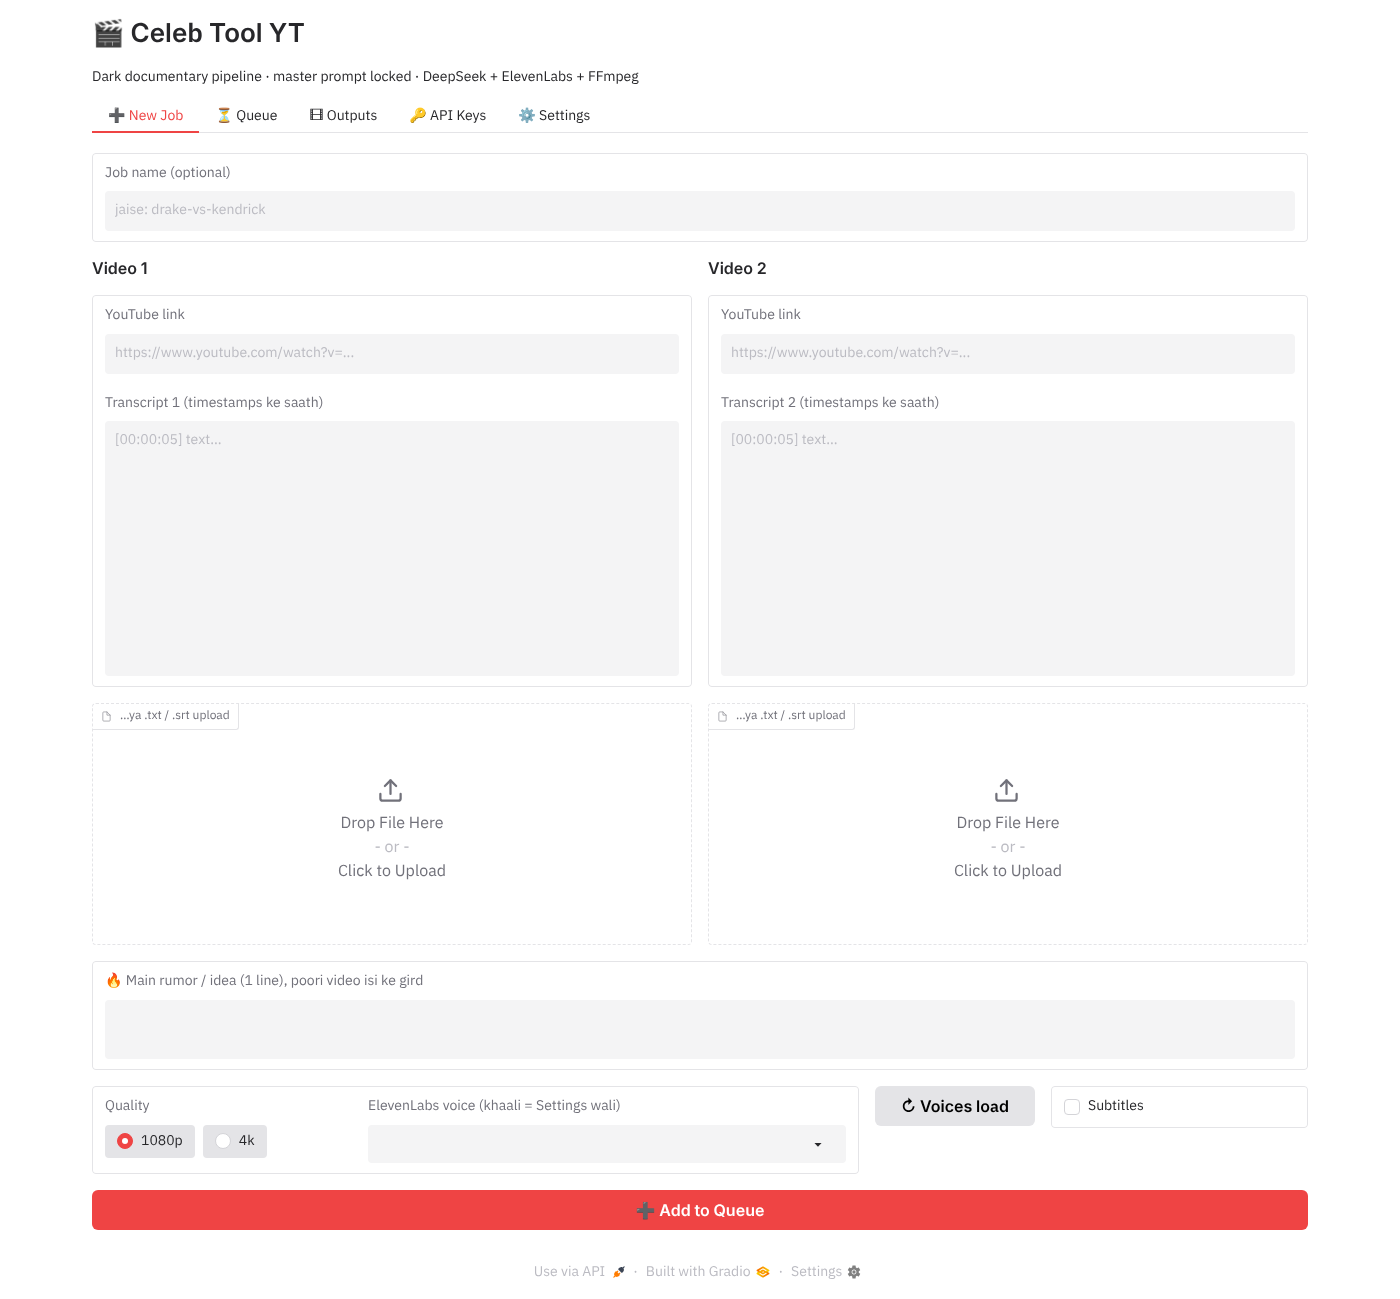 🎬 Celeb Tool YT
Dark documentary pipeline · master prompt locked · DeepSeek + ElevenLabs + FFmpeg
➕ New Job
⏳ Queue
🎞 Outputs
🔑 API Keys
⚙️ Settings
Job name (optional)
jaise: drake-vs-kendrick
Video 1
YouTube link
https://www.youtube.com/watch?v=...
Transcript 1 (timestamps ke saath)
[00:00:05] text...
...ya .txt / .srt upload
Drop File Here
- or -
Click to Upload
Video 2
YouTube link
https://www.youtube.com/watch?v=...
Transcript 2 (timestamps ke saath)
[00:00:05] text...
...ya .txt / .srt upload
Drop File Here
- or -
Click to Upload
🔥 Main rumor / idea (1 line), poori video isi ke gird
Quality
1080p
4k
ElevenLabs voice (khaali = Settings wali)
↻ Voices load
Subtitles
➕ Add to Queue
Use via API 🚀 · Built with Gradio · Settings ⚙️